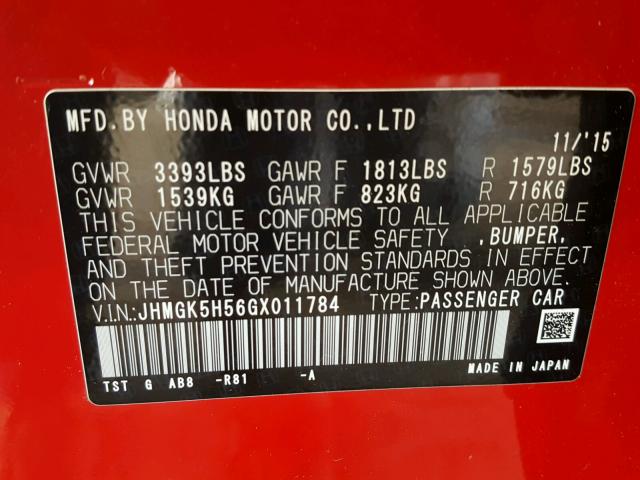 MFD.BY HONDA MOTOR CO.,LTD
11/'15
GVWR 3393LBS GAWR F 1813LBS R 1579LBS
GVWR 1539KG GAWR F 823KG R 716KG
THIS VEHICLE CONFORMS TO ALL APPLICABLE
FEDERAL MOTOR VEHICLE SAFETY ,BUMPER,
AND THEFT PREVENTION STANDARDS IN EFFECT
ON THE DATE OF MANUFACTURE SHOWN ABOVE.
V.I.N.:JHMGK5H56GX011784 TYPE:PASSENGER CAR
TST G AB8 -R81 -A
MADE IN JAPAN